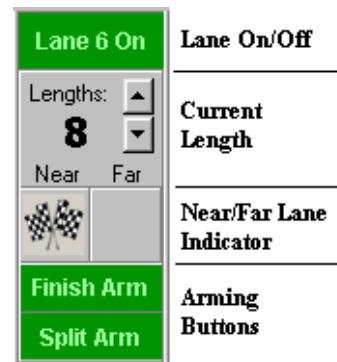 Lane 6 On
Lane On/Off
Lengths:
8
Current
Length
Near Far
Near/Far Lane
Indicator
Finish Arm
Split Arm
Arming
Buttons